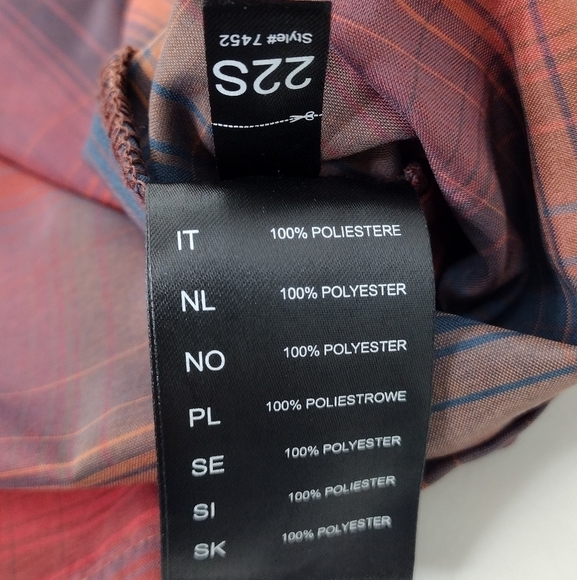 Style# 7452
22S
IT 100% POLIESTERE
NL 100% POLYESTER
NO 100% POLYESTER
PL 100% POLIESTROWE
SE 100% POLYESTER
SI 100% POLIESTER
SK 100% POLYESTER